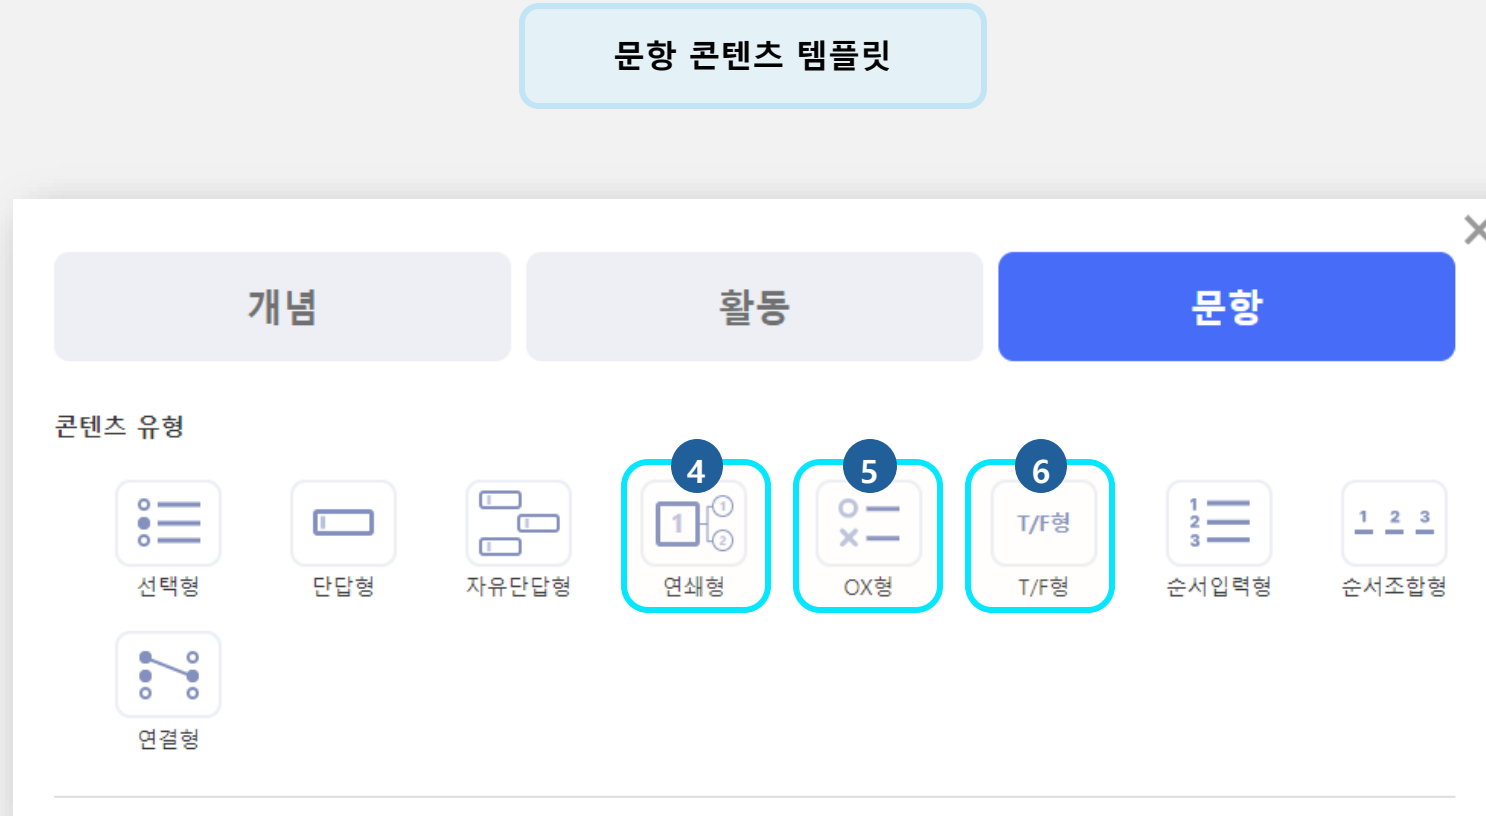 문항 콘텐츠 템플릿
개념 활동 문항
콘텐츠 유형
4 5 6
1 1 2 T/F형 1 2 3 1 2 3
선택형 단답형 자유단답형 연쇄형 OX형 T/F형 순서입력형 순서조합형
연결형